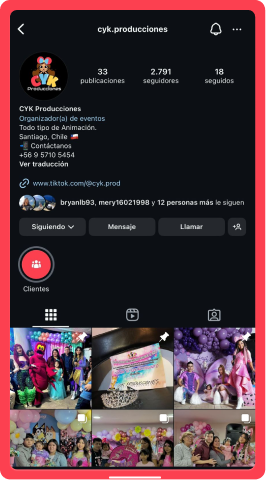 cyk.producciones
CYK
Producciones
33
2.791
18
publicaciones
seguidores
seguidos
CYK Producciones
Organizador(a) de eventos
Todo tipo de Animación.
Santiago, Chile 🇨🇱
📲 Contáctanos
+56 9 5710 5454
Ver traducción
www.tiktok.com/@cyk.prod
bryanlb93, mery16021998 y 12 personas más le siguen
Siguiendo
Mensaje
Llamar
Clientes